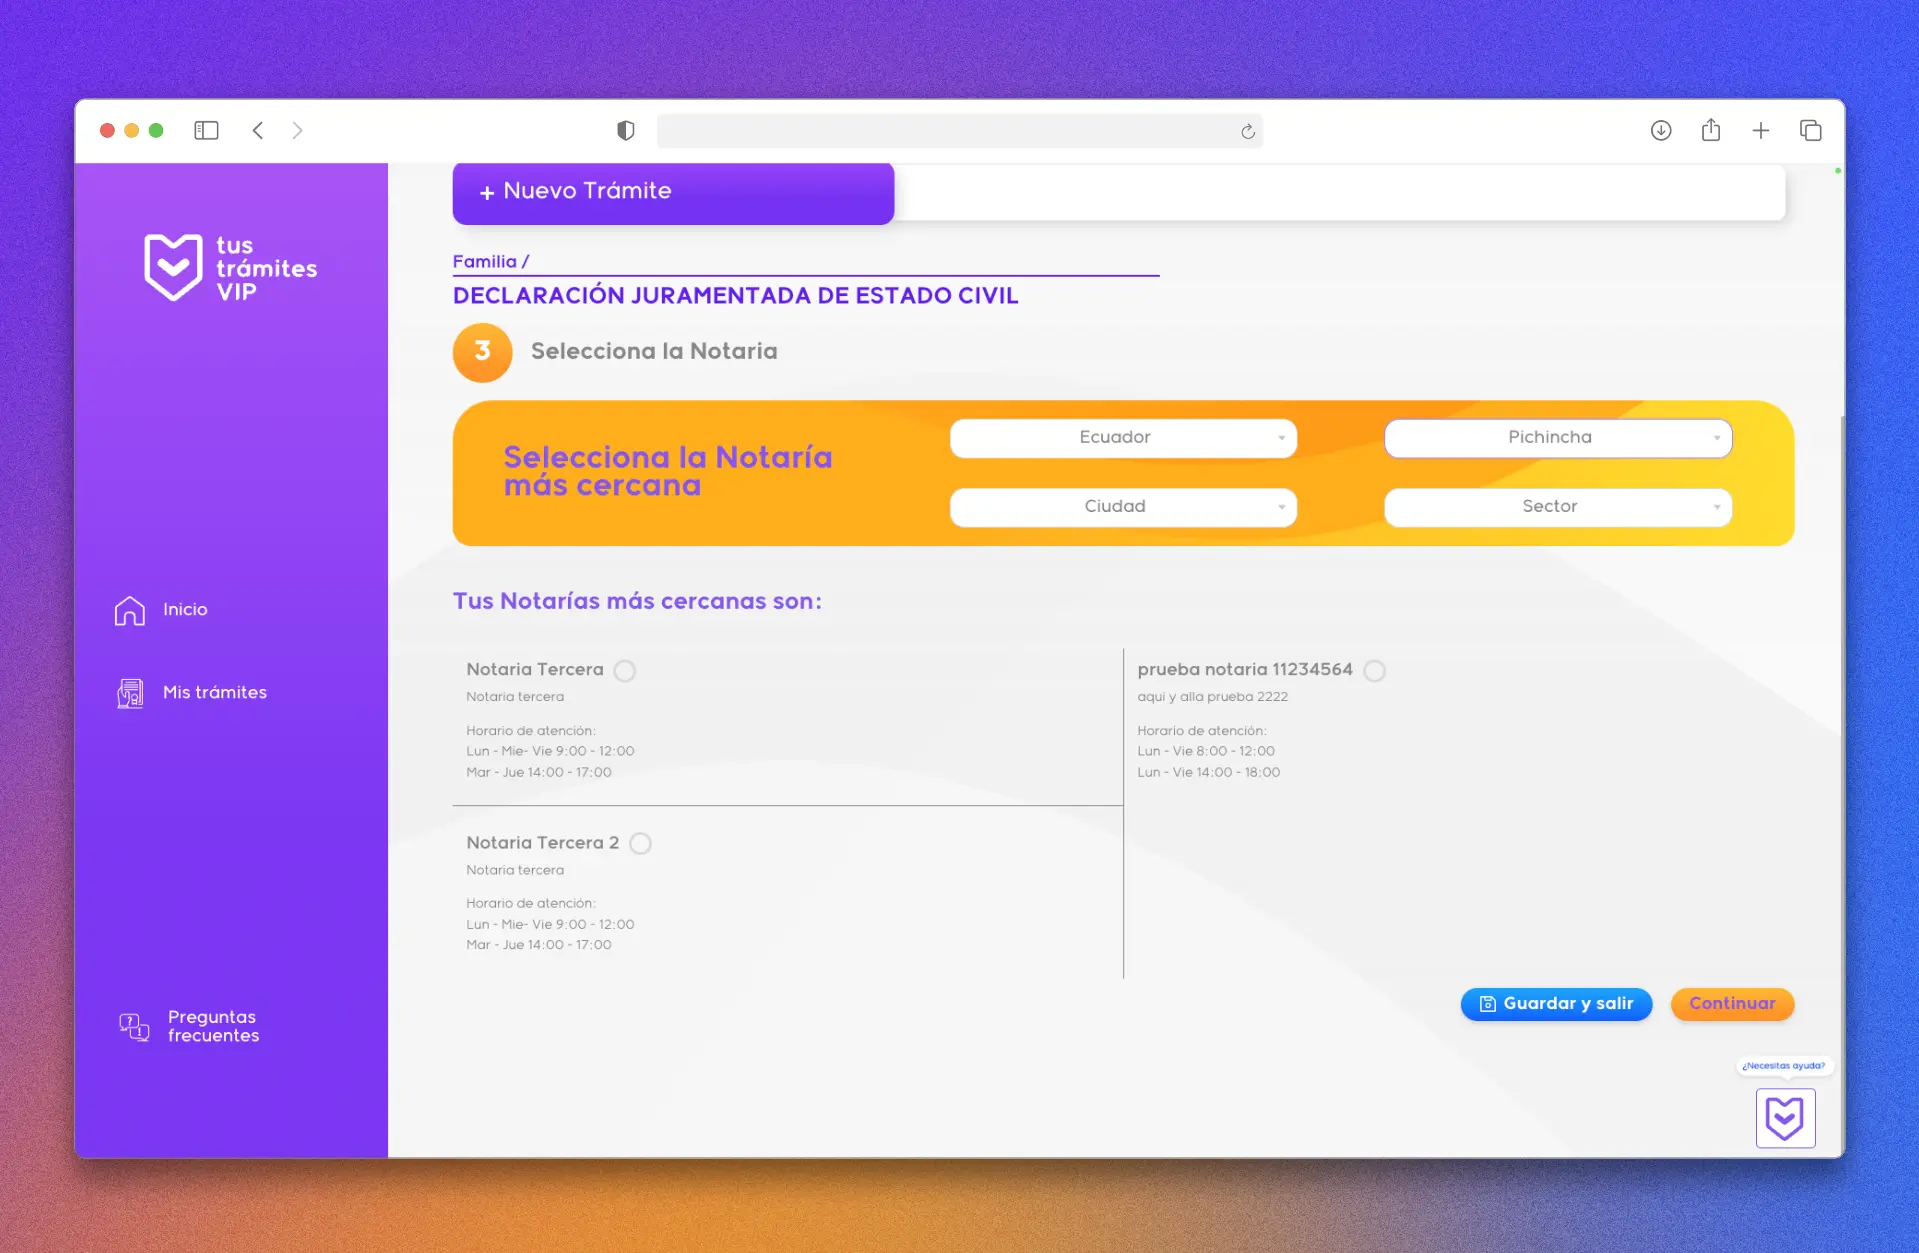 tus
trámites
VIP
Inicio
Mis trámites
Preguntas
frecuentes
+ Nuevo Trámite
Familia /
DECLARACIÓN JURAMENTADA DE ESTADO CIVIL
3 Selecciona la Notaria
Selecciona la Notaría
más cercana
Ecuador
Pichincha
Ciudad
Sector
Tus Notarías más cercanas son:
Notaria Tercera
Notaria tercera
Horario de atención:
Lun - Mie- Vie 9:00 - 12:00
Mar - Jue 14:00 - 17:00
prueba notaria 11234564
aqui y alla prueba 2222
Horario de atención:
Lun - Vie 8:00 - 12:00
Lun - Vie 14:00 - 18:00
Notaria Tercera 2
Notaria tercera
Horario de atención:
Lun - Mie- Vie 9:00 - 12:00
Mar - Jue 14:00 - 17:00
Guardar y salir
Continuar
¿Necesitas ayuda?